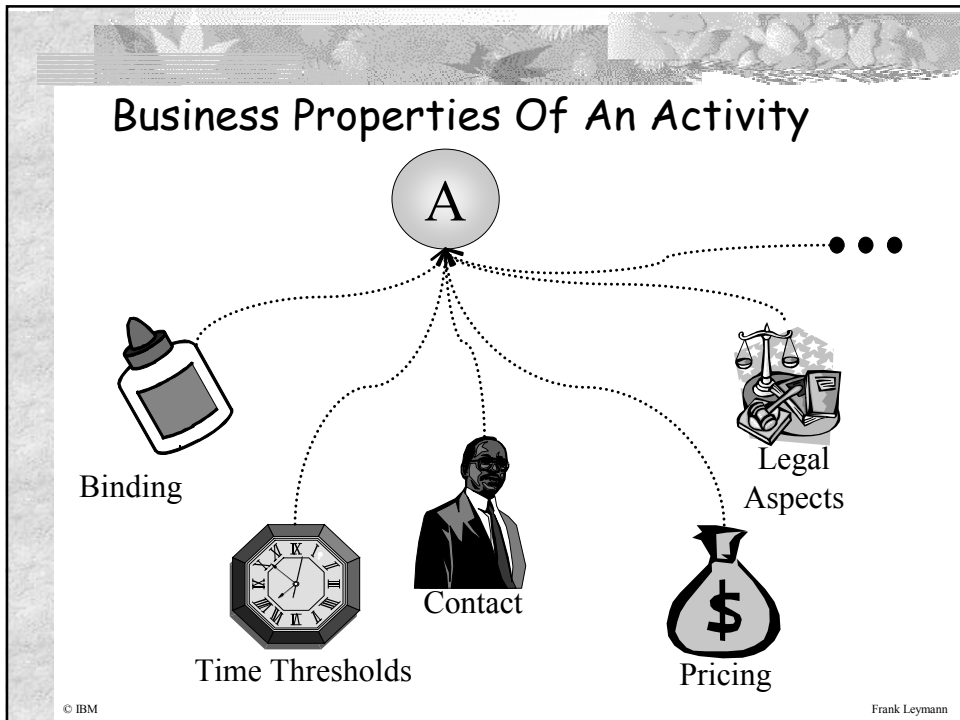 Business Properties Of An Activity
A
Binding
Legal
Aspects
Contact
$
Time Thresholds
Pricing
© IBM
Frank Leymann